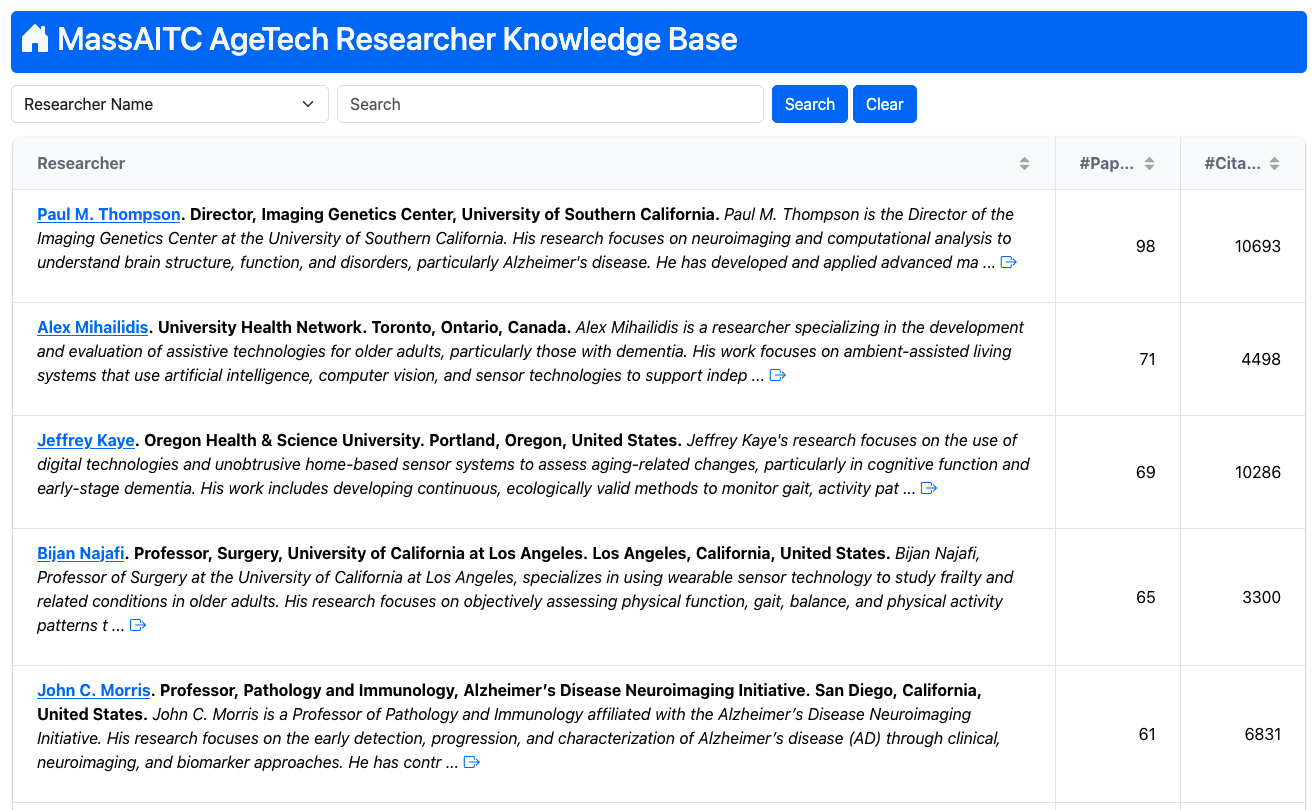 MassAITC AgeTech Researcher Knowledge Base
Researcher Name
Search
Search
Clear
Researcher
#Pap...
#Cita...
Paul M. Thompson. Director, Imaging Genetics Center, University of Southern California. Paul M. Thompson is the Director of the
Imaging Genetics Center at the University of Southern California. His research focuses on neuroimaging and computational analysis to
understand brain structure, function, and disorders, particularly Alzheimer's disease. He has developed and applied advanced ma ...
98
10693
Alex Mihailidis. University Health Network. Toronto, Ontario, Canada. Alex Mihailidis is a researcher specializing in the development
and evaluation of assistive technologies for older adults, particularly those with dementia. His work focuses on ambient-assisted living
systems that use artificial intelligence, computer vision, and sensor technologies to support indep ...
71
4498
Jeffrey Kaye. Oregon Health & Science University. Portland, Oregon, United States. Jeffrey Kaye's research focuses on the use of
digital technologies and unobtrusive home-based sensor systems to assess aging-related changes, particularly in cognitive function and
early-stage dementia. His work includes developing continuous, ecologically valid methods to monitor gait, activity pat ...
69
10286
Bijan Najafi. Professor, Surgery, University of California at Los Angeles. Los Angeles, California, United States. Bijan Najafi,
Professor of Surgery at the University of California at Los Angeles, specializes in using wearable sensor technology to study frailty and
related conditions in older adults. His research focuses on objectively assessing physical function, gait, balance, and physical activity
patterns t ...
65
3300
John C. Morris. Professor, Pathology and Immunology, Alzheimer’s Disease Neuroimaging Initiative. San Diego, California,
United States. John C. Morris is a Professor of Pathology and Immunology affiliated with the Alzheimer’s Disease Neuroimaging
Initiative. His research focuses on the early detection, progression, and characterization of Alzheimer’s disease (AD) through clinical,
neuroimaging, and biomarker approaches. He has contr ...
61
6831